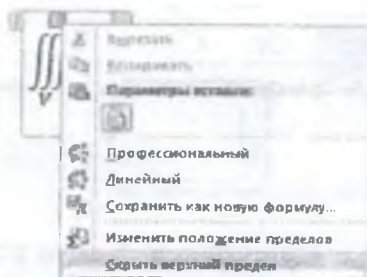 ∭
V
Вырезать
Копировать
Параметры вставки:
Профессиональный
Линейный
Сохранить как новую формулу...
Изменить положение пределов
Скрыть верхний предел